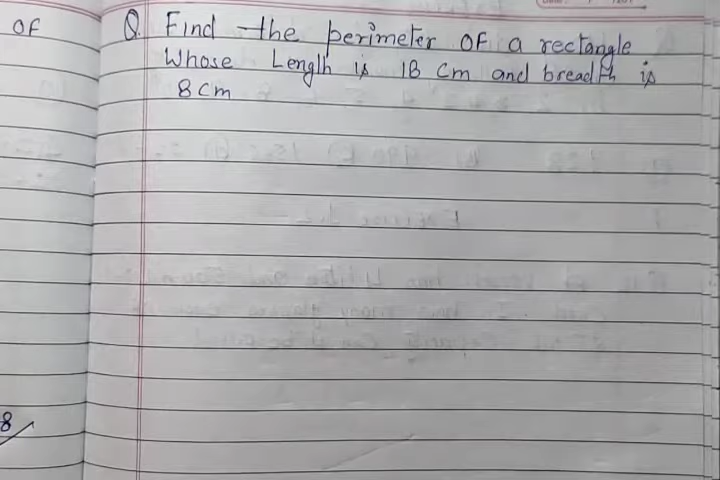 of
Q. Find the perimeter of a rectangle
Whose Length is 18 cm and breadth is
8 cm
8